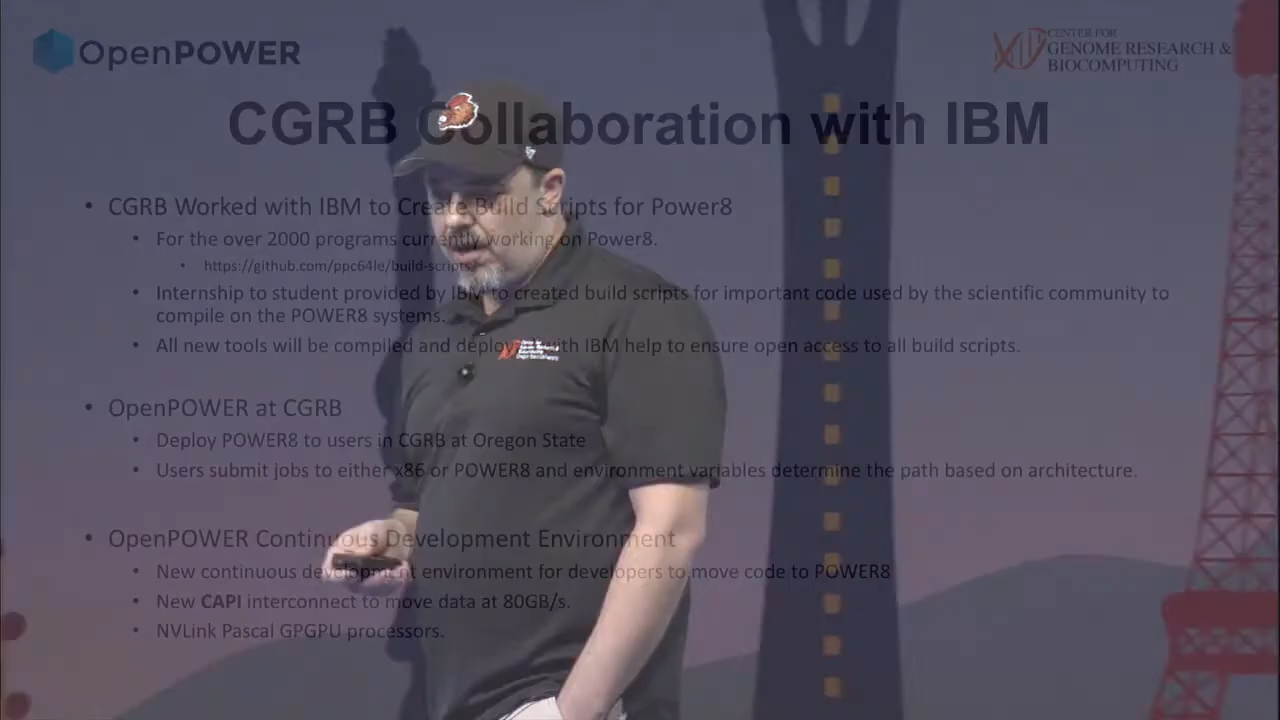 OpenPOWER
CENTER FOR
GENOME RESEARCH &
BIOCOMPUTING
CGRB Collaboration with IBM
• CGRB Worked with IBM to Create Build Scripts for Power8
• For the over 2000 programs currently working on Power8.
• https://github.com/ppc64le/build-scripts
• Internship to student provided by IBM to created build scripts for important code used by the scientific community to
compile on the POWER8 systems.
• All new tools will be compiled and deployed with IBM help to ensure open access to all build scripts.
• OpenPOWER at CGRB
• Deploy POWER8 to users in CGRB at Oregon State
• Users submit jobs to either x86 or POWER8 and environment variables determine the path based on architecture.
• OpenPOWER Continuous Development Environment
• New continuous development environment for developers to move code to POWER8
• New CAPI interconnect to move data at 80GB/s.
• NVLink Pascal GPGPU processors.